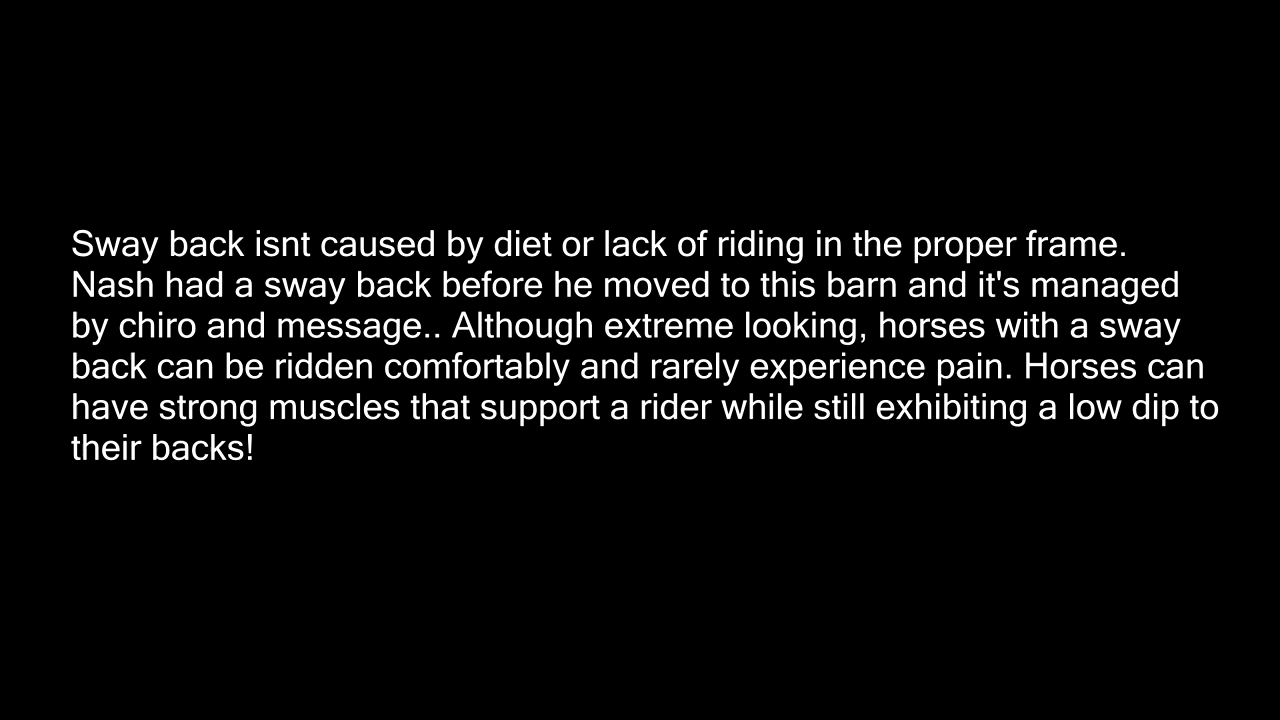 Sway back isnt caused by diet or lack of riding in the proper frame.
Nash had a sway back before he moved to this barn and it's managed
by chiro and message.. Although extreme looking, horses with a sway
back can be ridden comfortably and rarely experience pain. Horses can
have strong muscles that support a rider while still exhibiting a low dip to
their backs!